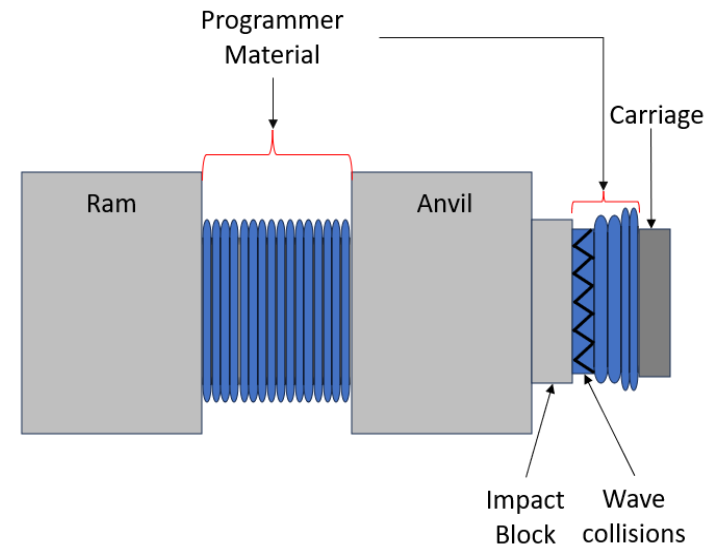 Programmer
Material
Carriage
Ram
Anvil
Impact
Block
Wave
collisions